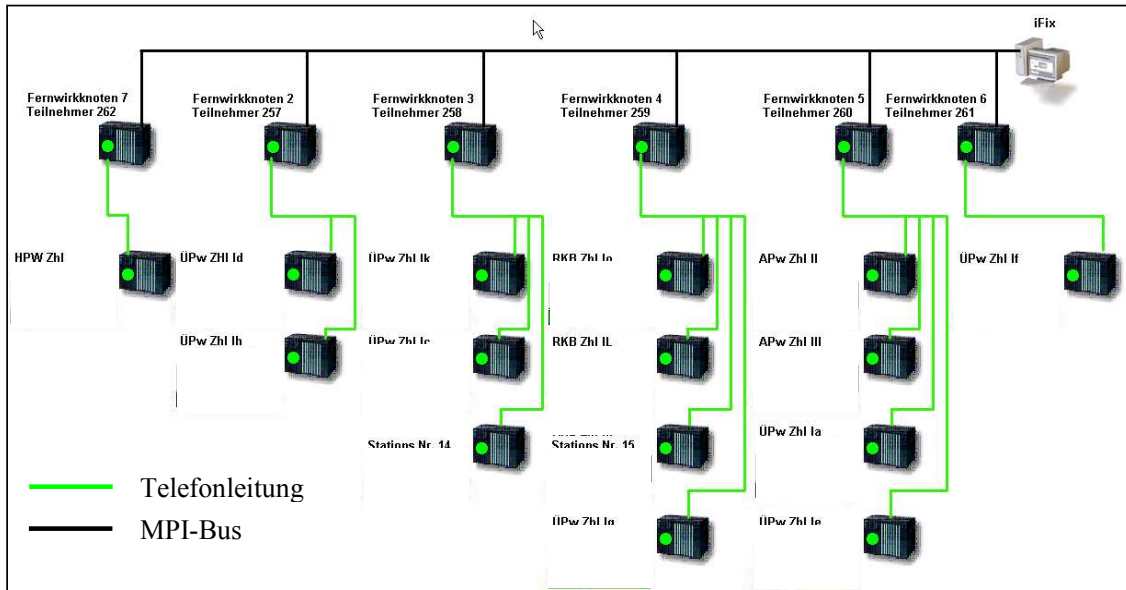 iFix
Fernwirkknoten 7
Teilnehmer 262
Fernwirkknoten 2
Teilnehmer 257
Fernwirkknoten 3
Teilnehmer 258
Fernwirkknoten 4
Teilnehmer 259
Fernwirkknoten 5
Teilnehmer 260
Fernwirkknoten 6
Teilnehmer 261
HPW Zhl
ÜPw ZHl Id
ÜPw Zhl Ik
RKB Zhl Io
APw Zhl II
ÜPw Zhl If
ÜPw Zhl Ih
ÜPw Zhl Ic
RKB Zhl IL
APw Zhl III
Stations Nr. 14
Stations Nr. 15
ÜPw Zhl Ia
ÜPw Zhl Ie
Telefonleitung
MPI-Bus
ÜPw Zhl